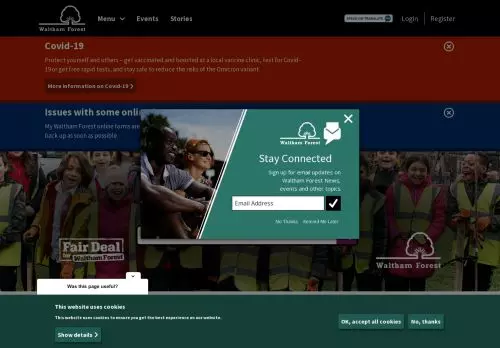 Waltham Forest
Menu
Events
Stories
SPEAK OR TRANSLATE
Login
Register
Covid-19
Protect yourself and others – get vaccinated and boosted at a local vaccine clinic, test for Covid-
19 or get free rapid tests, and stay safe to reduce the risks of the Omicron variant.
More information on Covid-19
Issues with some onlin
My Waltham Forest online forms are
back up as soon as possible.
Waltham Forest
Stay Connected
Sign up for email updates on
Waltham Forest News,
events and other topics
Email Address
No Thanks
Remind Me Later
Fair Deal
Waltham Forest
Waltham Forest
Was this page useful?
This website uses cookies
This website uses cookies to ensure you get the best experience on our website.
OK, accept all cookies
No, thanks
Show details